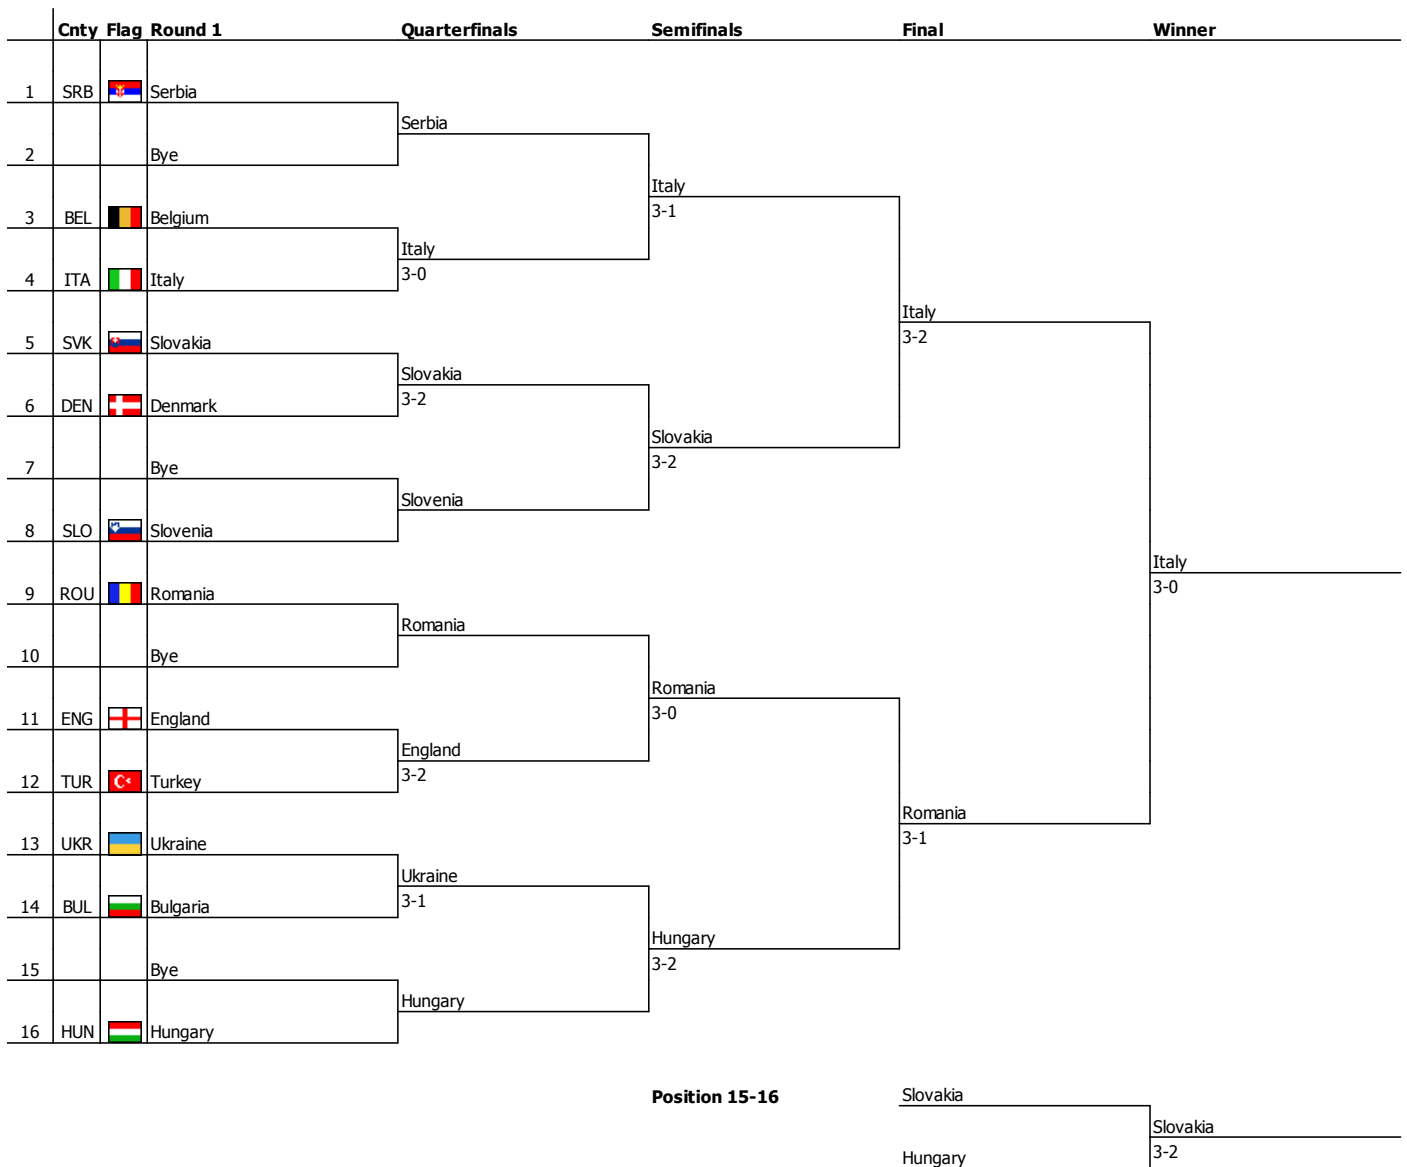 Cnty Flag Round 1 Quarterfinals Semifinals Final Winner
1 SRB Serbia
Serbia
2 Bye
Italy
3 BEL Belgium 3-1
Italy
4 ITA Italy 3-0
Italy
5 SVK Slovakia 3-2
Slovakia
6 DEN Denmark 3-2
Slovakia
7 Bye 3-2
Slovenia
8 SLO Slovenia
Italy
9 ROU Romania 3-0
Romania
10 Bye
Romania
11 ENG England 3-0
England
12 TUR Turkey 3-2
Romania
13 UKR Ukraine 3-1
Ukraine
14 BUL Bulgaria 3-1
Hungary
15 Bye 3-2
Hungary
16 HUN Hungary
Position 15-16 Slovakia
Slovakia
Hungary 3-2